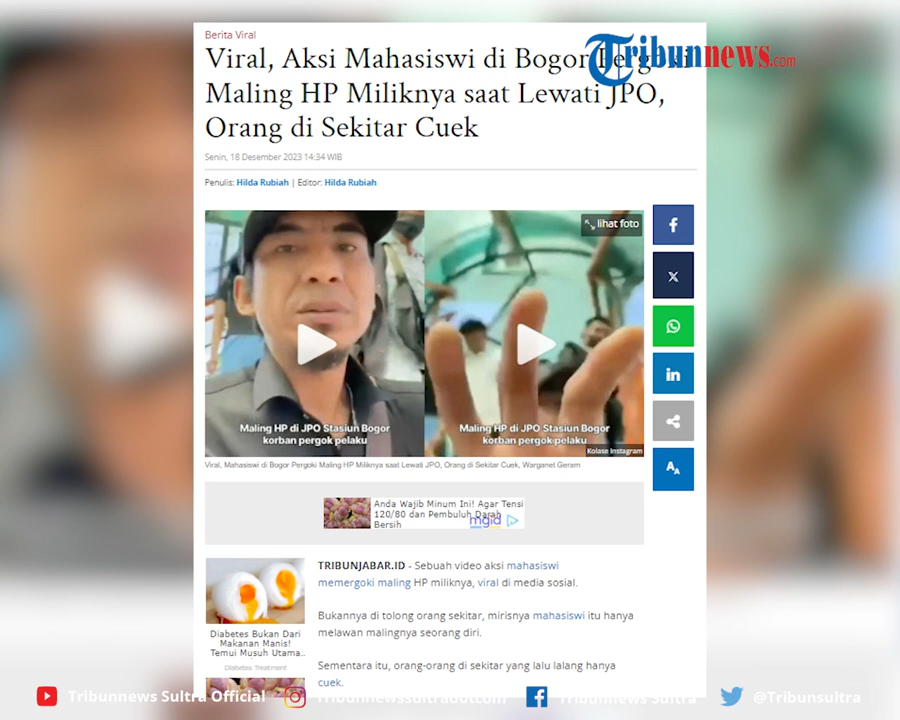 Berita Viral
Tribunnews.com
Viral, Aksi Mahasiswi di Bogor Pergoki
Maling HP Miliknya saat Lewati JPO,
Orang di Sekitar Cuek
Senin, 18 Desember 2023 14:34 WIB
Penulis: Hilda Rubiah | Editor: Hilda Rubiah
lihat foto
Maling HP di JPO Stasiun Bogor
korban pergok pelaku
Maling HP di JPO Stasiun Bogor
korban pergok pelaku
Kolase Instagram
Viral, Mahasiswi di Bogor Pergoki Maling HP Miliknya saat Lewati JPO, Orang di Sekitar Cuek, Warganet Geram
Anda Wajib Minum Ini! Agar Tensi
120/80 dan Pembuluh Darah
Bersih
mgid
TRIBUNJABAR.ID - Sebuah video aksi mahasiswi
memergoki maling HP miliknya, viral di media sosial.
Bukannya di tolong orang sekitar, mirisnya mahasiswi itu hanya
melawan malingnya seorang diri.
Sementara itu, orang-orang di sekitar yang lalu lalang hanya
cuek.
Diabetes Bukan Dari
Makanan Manis!
Temui Musuh Utama..
Diabetes Treatment
Tribunnews Sultra Official
Tribunnewssultradotcom
Tribunnews Sultra
@Tribunsultra